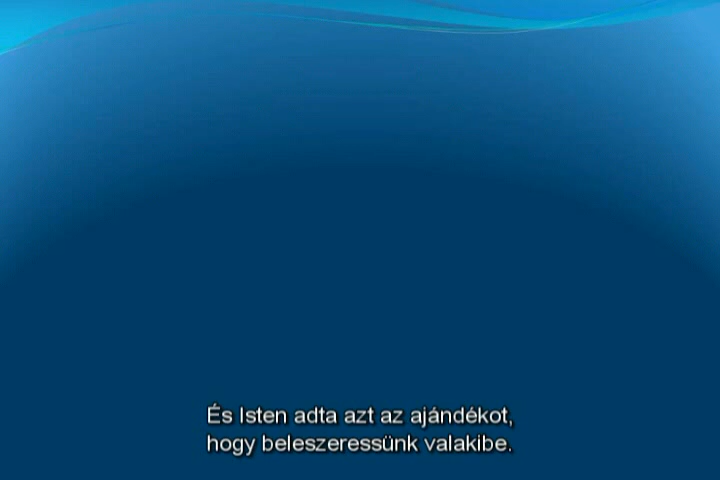 És Isten adta azt az ajándékot,
hogy beleszeressünk valakibe.